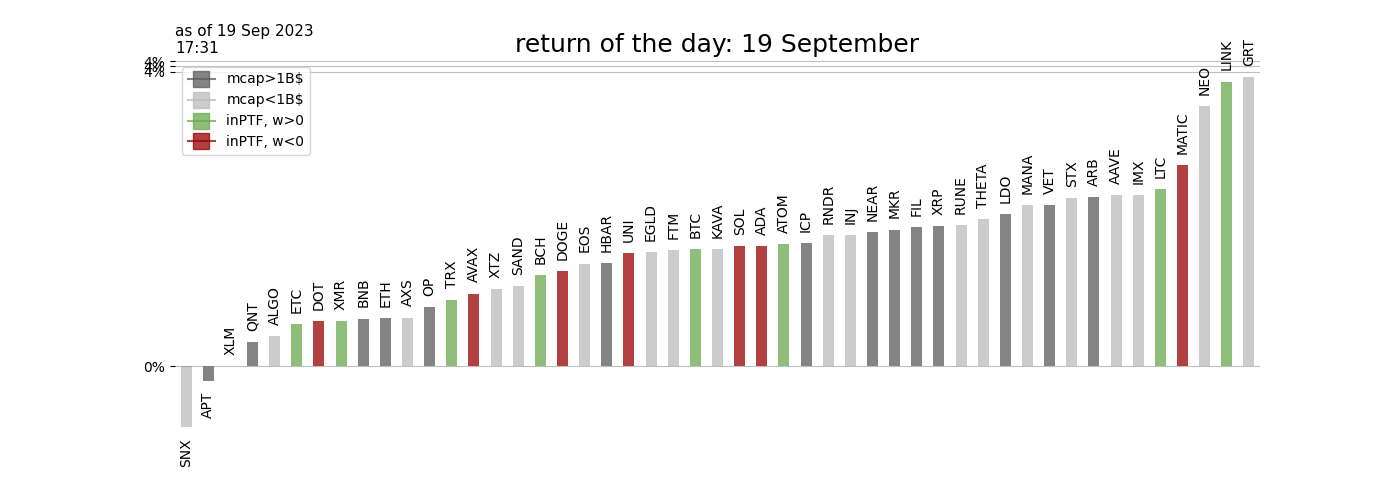 as of 19 Sep 2023
17:31
return of the day: 19 September
4%
4%
4%
mcap>1B$
mcap<1B$
inPTF, w>0
inPTF, w<0
0%
SNX
APT
XLM
QNT
ALGO
ETC
DOT
XMR
BNB
ETH
AXS
OP
TRX
AVAX
XTZ
SAND
BCH
DOGE
EOS
HBAR
UNI
EGLD
FTM
BTC
KAVA
SOL
ADA
ATOM
ICP
RNDR
INJ
NEAR
MKR
FIL
XRP
RUNE
THETA
LDO
MANA
VET
STX
ARB
AAVE
IMX
LTC
MATIC
NEO
LINK
GRT